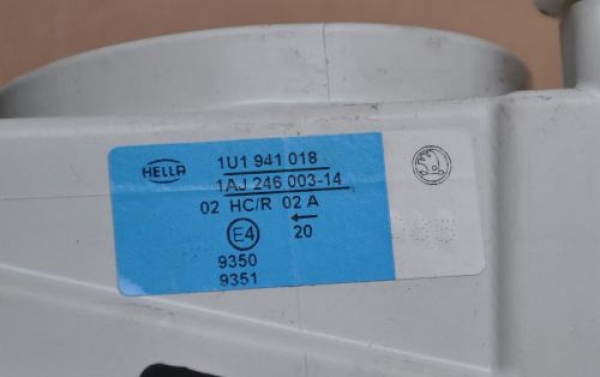 HELLA
1U1 941 018
1AJ 246 003-14
02 HC/R 02 A
E4
←
20
9350
9351